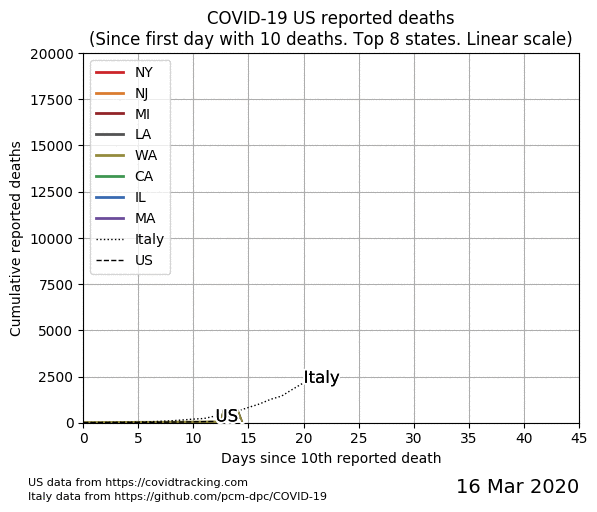 COVID-19 US reported deaths
(Since first day with 10 deaths. Top 8 states. Linear scale)
20000
17500
15000
12500
10000
7500
5000
2500
0
Cumulative reported deaths
NY
NJ
MI
LA
WA
CA
IL
MA
Italy
US
Italy
US
0 5 10 15 20 25 30 35 40 45
Days since 10th reported death
US data from https://covidtracking.com
Italy data from https://github.com/pcm-dpc/COVID-19
16 Mar 2020